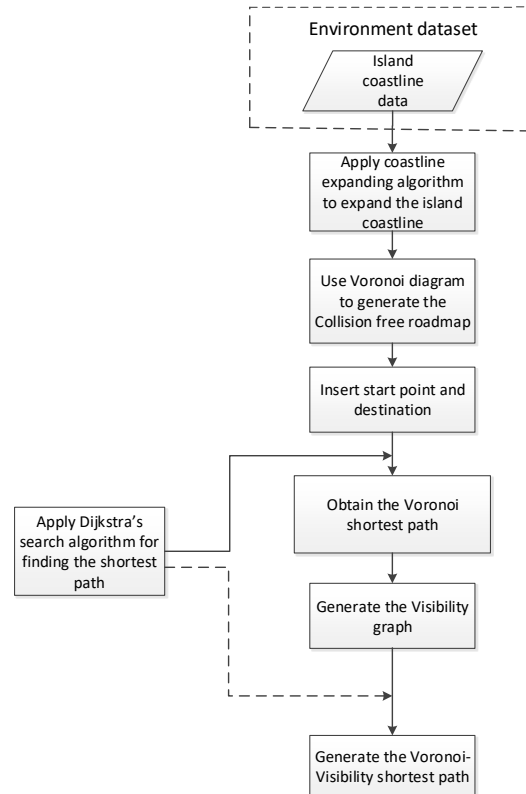 Environment dataset
Island
coastline
data
Apply coastline
expanding algorithm
to expand the island
coastline
Use Voronoi diagram
to generate the
Collision free roadmap
Insert start point and
destination
Obtain the Voronoi
shortest path
Apply Dijkstra's
search algorithm for
finding the shortest
path
Generate the Visibility
graph
Generate the Voronoi-
Visibility shortest path